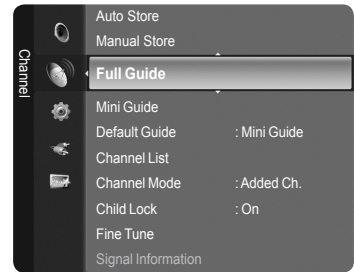 Channel
Auto Store
Manual Store
Full Guide
Mini Guide
Default Guide : Mini Guide
Channel List
Channel Mode : Added Ch.
Child Lock : On
Fine Tune
Signal Information